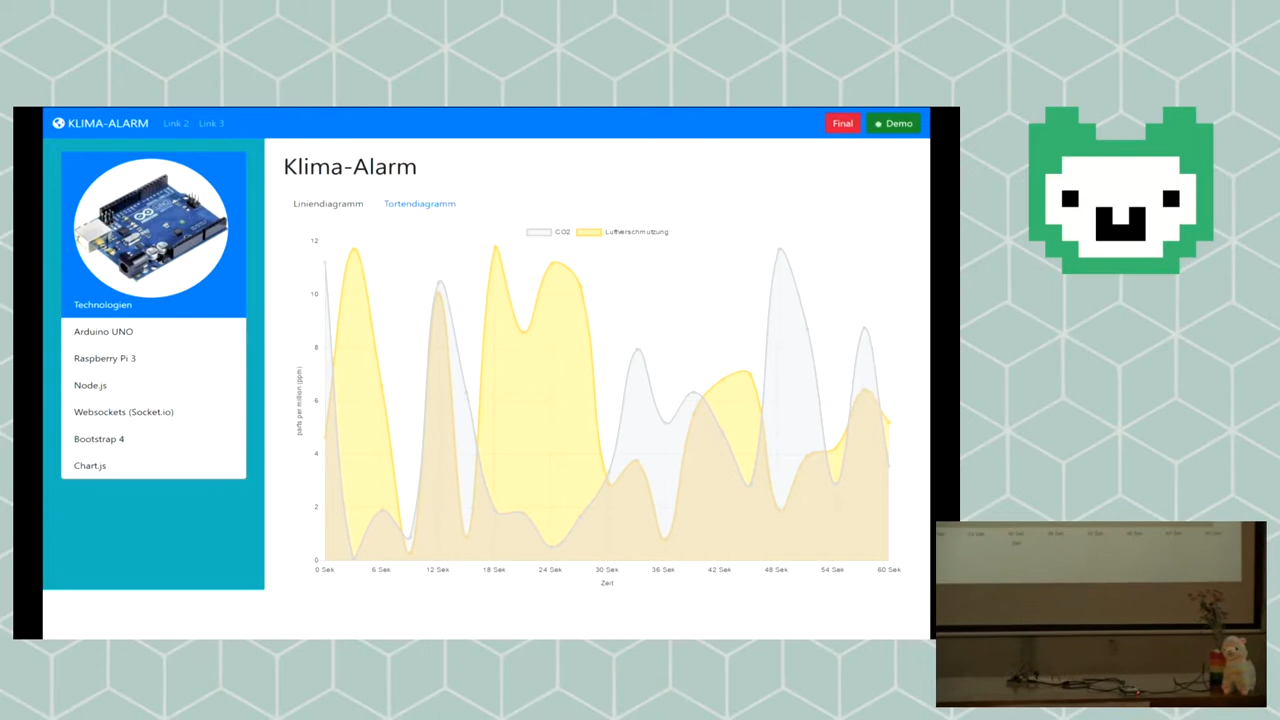 KLIMA-ALARM Link 2 Link 3 Final Demo
Klima-Alarm
Liniendiagramm Tortendiagramm
Technologien
Arduino UNO
Raspberry Pi 3
Node.js
Websockets (Socket.io)
Bootstrap 4
Chart.js
CO2 Luftverschmutzung
12
10
8
6
4
2
0
parts per million (ppm)
0 Sek 6 Sek 12 Sek 18 Sek 24 Sek 30 Sek 36 Sek 42 Sek 48 Sek 54 Sek 60 Sek
Zeit